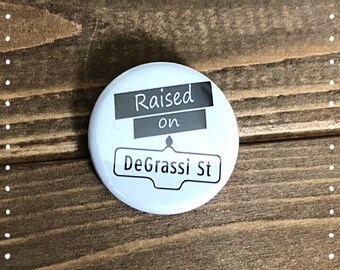 Raised
on
DeGrassi St